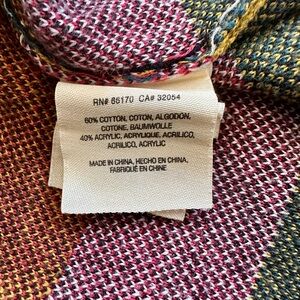 RN# 66170 CA# 32054
60% COTTON, COTON, ALGODON,
COTONE, BAUMWOLLE
40% ACRYLIC, ACRYLIQUE, ACRILICO,
ACRILICO, ACRYLIC
MADE IN CHINA, HECHO EN CHINA,
FABRIQUÉ EN CHINE